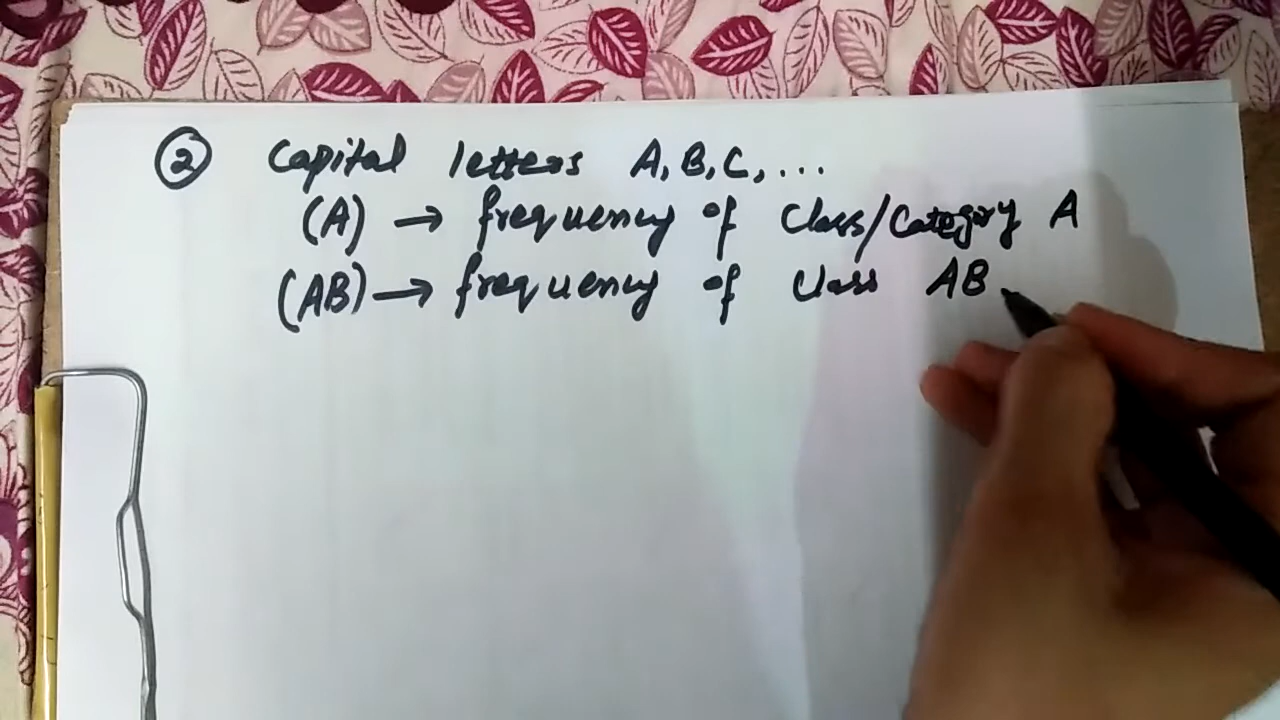 ② Capital letters A, B, C, ...
(A) → frequency of Class/Category A
(AB) → frequency of class AB